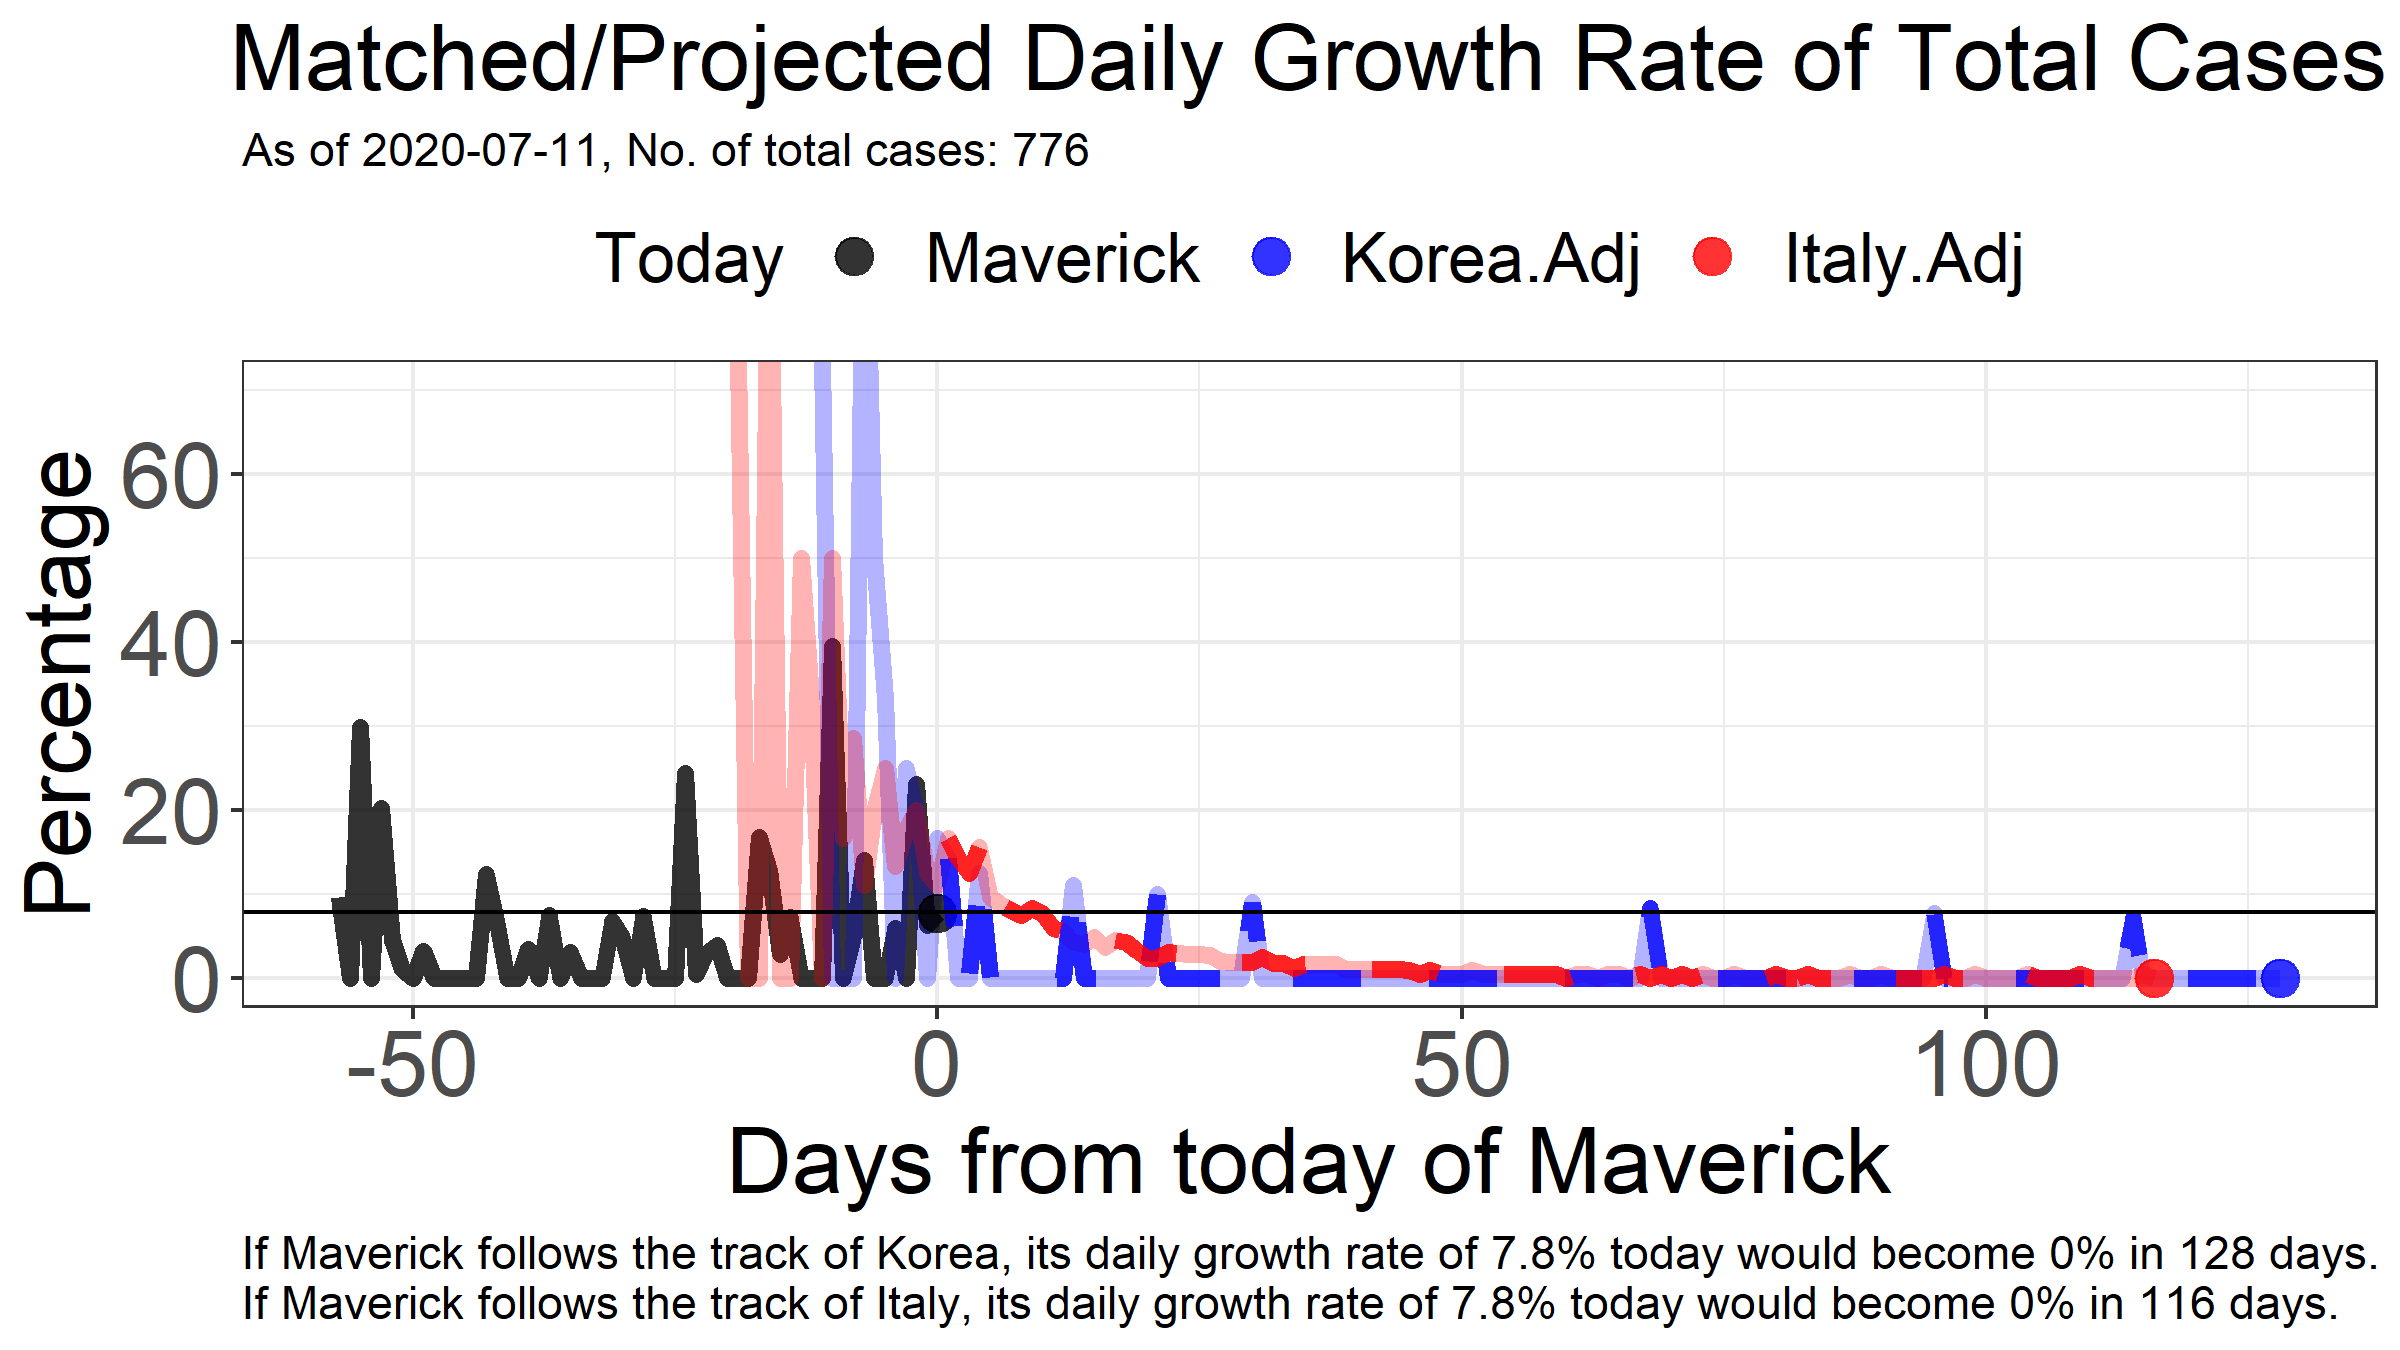 Matched/Projected Daily Growth Rate of Total Cases
As of 2020-07-11, No. of total cases: 776
Today Maverick Korea.Adj Italy.Adj
Percentage
60
40
20
0
-50 0 50 100
Days from today of Maverick
If Maverick follows the track of Korea, its daily growth rate of 7.8% today would become 0% in 128 days.
If Maverick follows the track of Italy, its daily growth rate of 7.8% today would become 0% in 116 days.